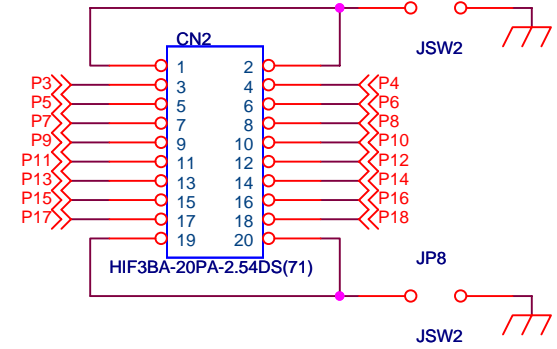 JSW2
CN2
1 2
P3 3 4 P4
P5 5 6 P6
P7 7 8 P8
P9 9 10 P10
P11 11 12 P12
P13 13 14 P14
P15 15 16 P16
P17 17 18 P18
19 20
HIF3BA-20PA-2.54DS(71)
JP8
JSW2